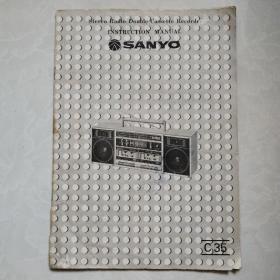 Stereo Radio Double Cassette Recorder
INSTRUCTION MANUAL
SANYO
C35